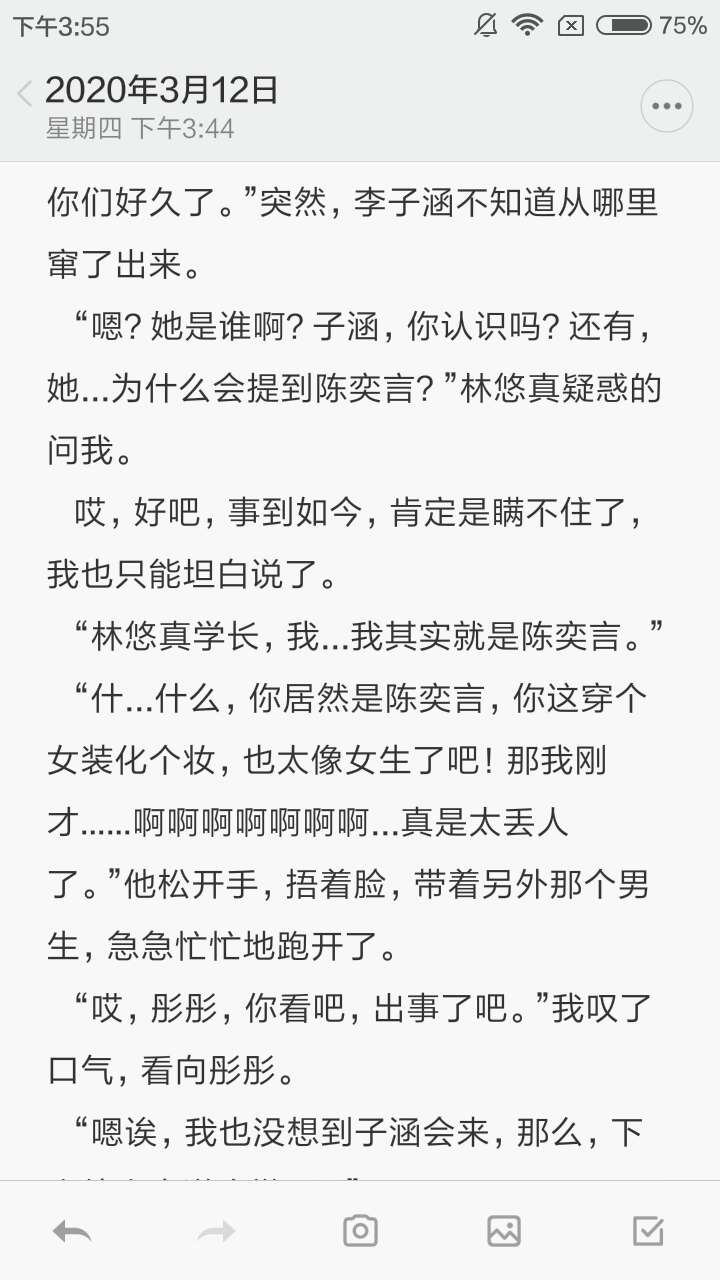 下午3:55
75%
2020年3月12日
星期四 下午3:44
你们好久了。”突然，李子涵不知道从哪里
窜了出来。
“嗯？她是谁啊？子涵，你认识吗？还有，
她...为什么会提到陈奕言？”林悠真疑惑的
问我。
哎，好吧，事到如今，肯定是瞒不住了，
我也只能坦白说了。
“林悠真学长，我...我其实就是陈奕言。”
“什...什么，你居然是陈奕言，你这穿个
女装化个妆，也太像女生了吧！那我刚
才......啊啊啊啊啊啊啊...真是太丢人
了。”他松开手，捂着脸，带着另外那个男
生，急急忙忙地跑开了。
“哎，彤彤，你看吧，出事了吧。”我叹了
口气，看向彤彤。
“嗯诶，我也没想到子涵会来，那么，下